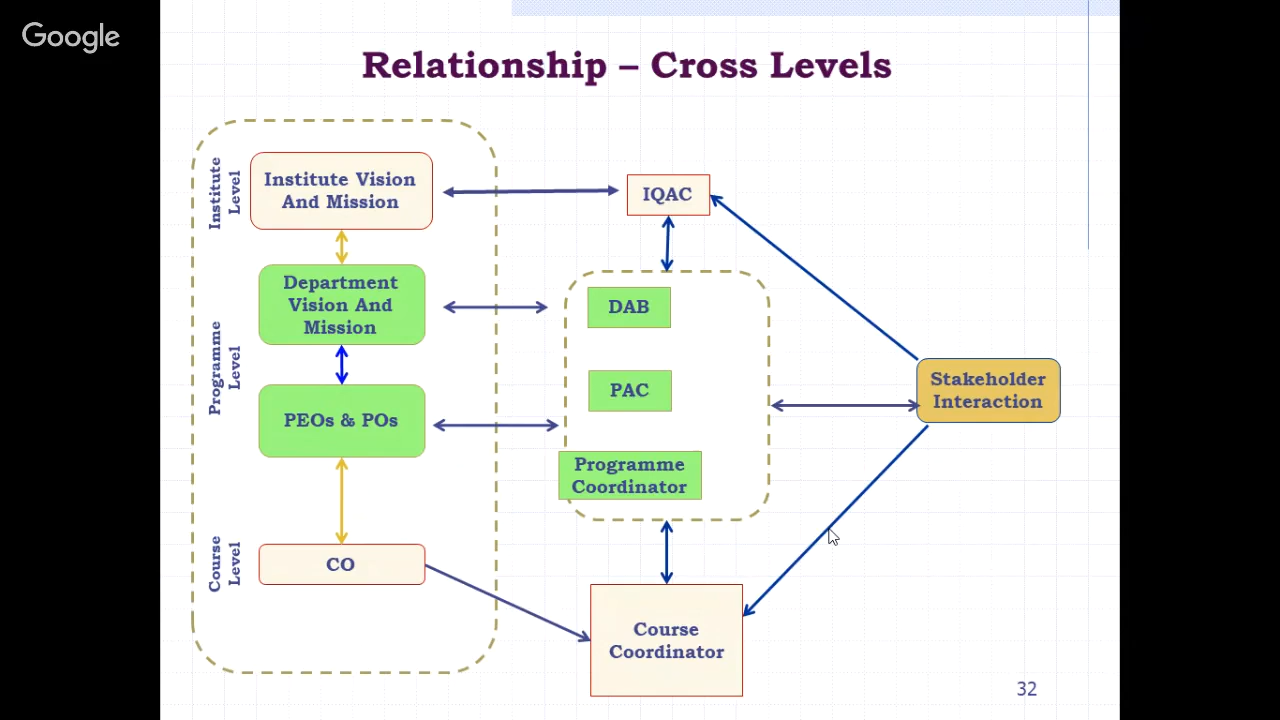 Google
Relationship – Cross Levels
Institute
Level
Institute Vision
And Mission
IQAC
Department
Vision And
Mission
DAB
Programme
Level
PAC
Stakeholder
Interaction
PEOs & POs
Programme
Coordinator
Course
Level
CO
Course
Coordinator
32